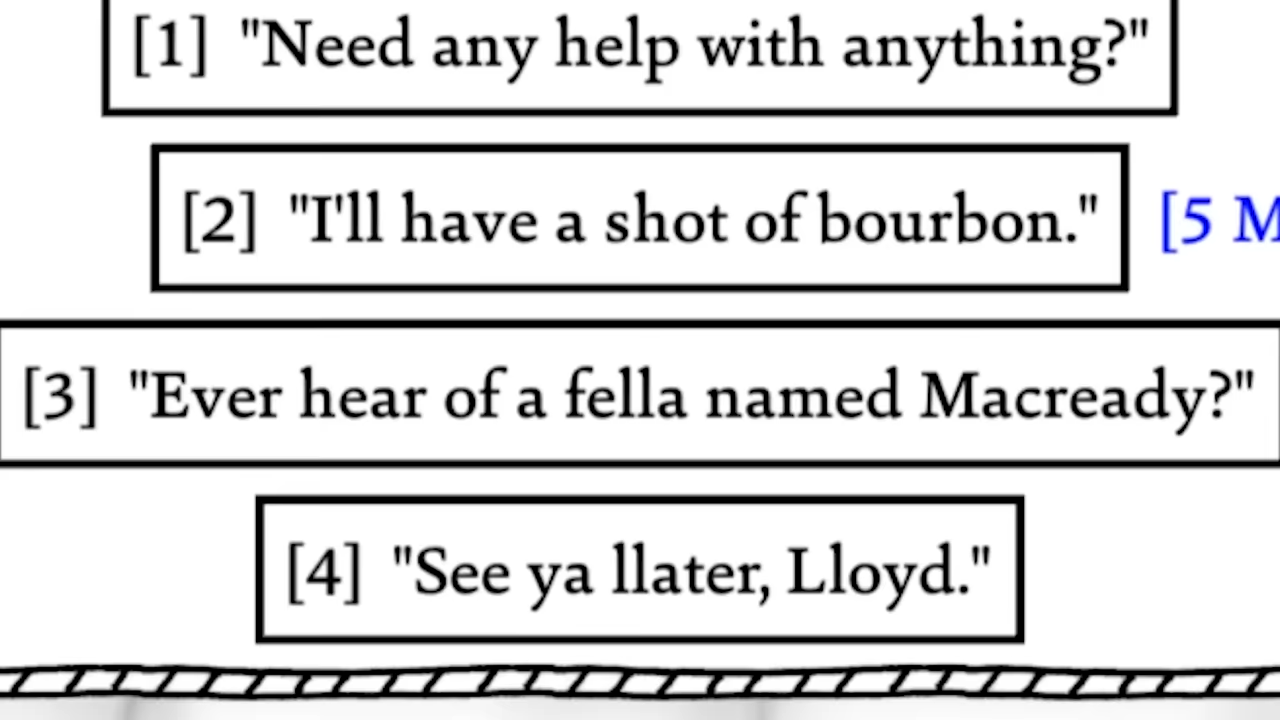 [1] "Need any help with anything?"
[2] "I'll have a shot of bourbon." [5 M
[3] "Ever hear of a fella named Macready?"
[4] "See ya llater, Lloyd."